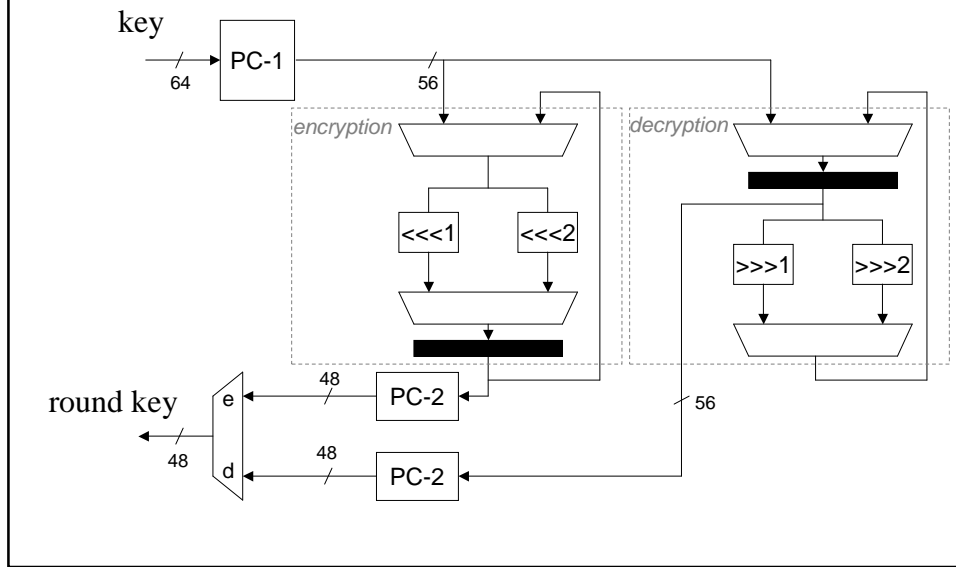 key
PC-1
64
56
encryption
decryption
<<<1
<<<2
>>>1
>>>2
48
PC-2
56
round key
e
48
48
PC-2
d